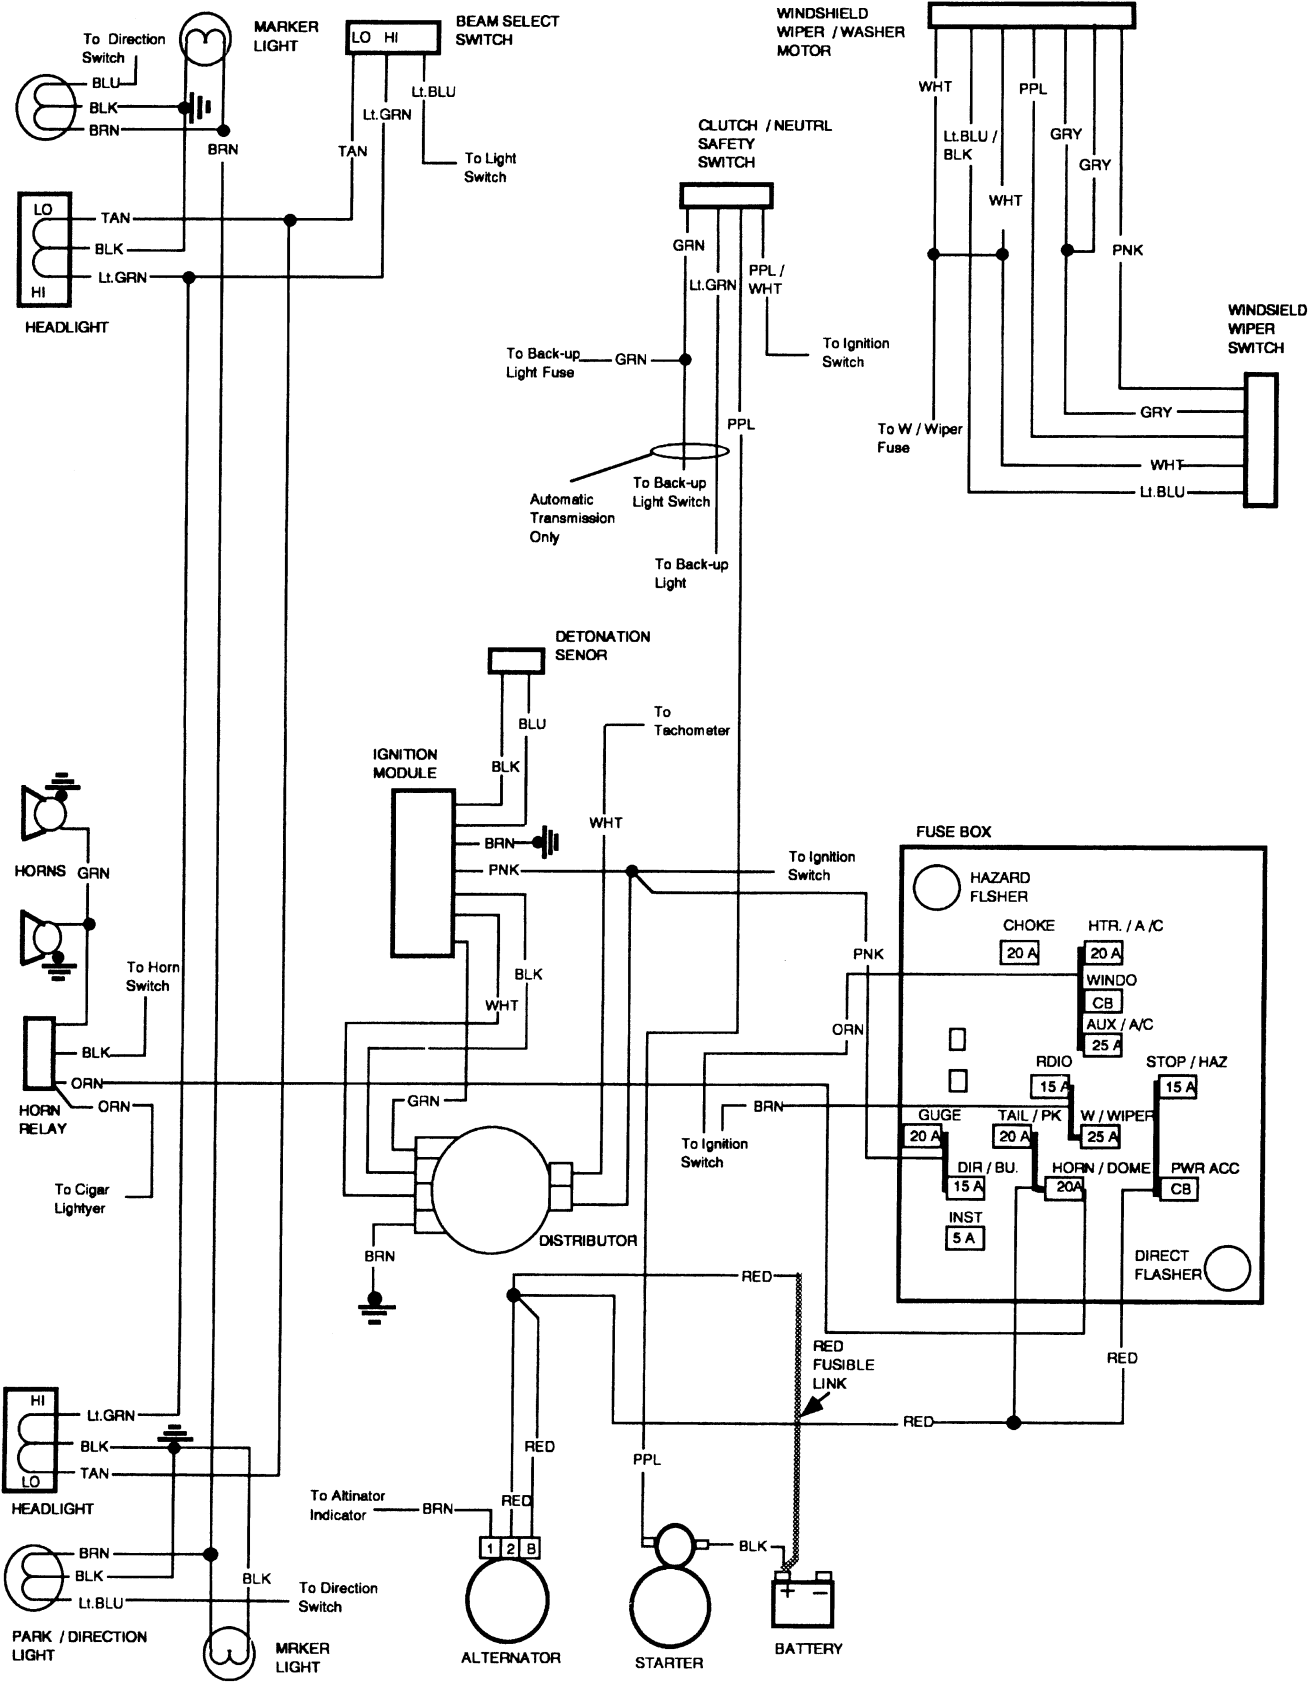 To Direction
Switch
BLU
BLK
BRN
MARKER
LIGHT
BRN
LO HI
BEAM SELECT
SWITCH
Lt.BLU
Lt.GRN
TAN
To Light
Switch
LO
TAN
BLK
Lt.GRN
HI
HEADLIGHT
CLUTCH / NEUTRL
SAFETY
SWITCH
GRN
Lt.GRN
PPL /
WHT
To Ignition
Switch
To Back-up
Light Fuse
GRN
PPL
To Back-up
Light Switch
Automatic
Transmission
Only
To Back-up
Light
WINDSHIELD
WIPER / WASHER
MOTOR
WHT
PPL
Lt.BLU /
BLK
GRY
GRY
WHT
PNK
WINDSIELD
WIPER
SWITCH
GRY
To W / Wiper
Fuse
WHT
Lt.BLU
DETONATION
SENOR
BLU
BLK
To
Tachometer
IGNITION
MODULE
WHT
BRN
PNK
To Ignition
Switch
BLK
WHT
GRN
PNK
ORN
BRN
To Ignition
Switch
HORNS
GRN
To Horn
Switch
BLK
ORN
ORN
HORN
RELAY
To Cigar
Lightyer
DISTRIBUTOR
BRN
FUSE BOX
HAZARD
FLSHER
CHOKE
20 A
HTR. / A /C
20 A
WINDO
CB
AUX / A/C
25 A
RDIO
15 A
STOP / HAZ
15 A
GUGE
20 A
TAIL / PK
20 A
W / WIPER
25 A
DIR / BU.
15 A
HORN / DOME
20A
PWR ACC
CB
INST
5 A
DIRECT
FLASHER
RED
RED
FUSIBLE
LINK
RED
RED
HI
Lt.GRN
BLK
TAN
LO
HEADLIGHT
BRN
BLK
Lt.BLU
BLK
To Direction
Switch
PARK / DIRECTION
LIGHT
MRKER
LIGHT
To Altinator
Indicator
BRN
RED
RED
1 2 B
ALTERNATOR
PPL
BLK
STARTER
+ −
BATTERY